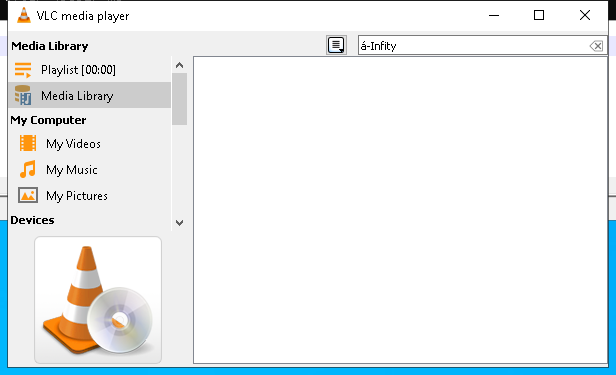 VLC media player
Media Library
á-Infity
Playlist [00:00]
Media Library
My Computer
My Videos
My Music
My Pictures
Devices